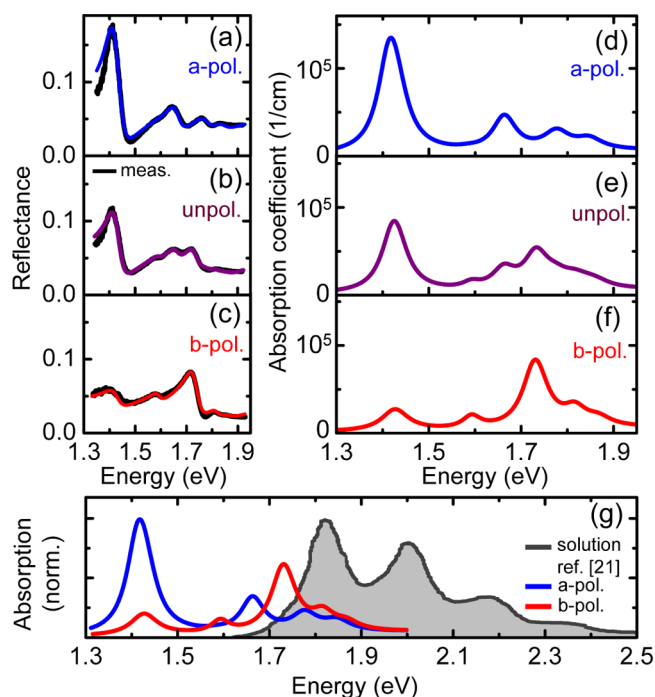 (a)
a-pol.
0.1
0.0
meas.
(b)
unpol.
0.1
0.0
(c)
b-pol.
0.1
0.0
Reflectance
1.3 1.5 1.7 1.9
Energy (eV)
(d)
a-pol.
10⁵
0
(e)
unpol.
10⁵
0
(f)
b-pol.
10⁵
0
Absorption coefficient (1/cm)
1.3 1.5 1.7 1.9
Energy (eV)
(g)
solution
ref. [21]
a-pol.
b-pol.
Absorption
(norm.)
1.3 1.5 1.7 1.9 2.1 2.3 2.5
Energy (eV)